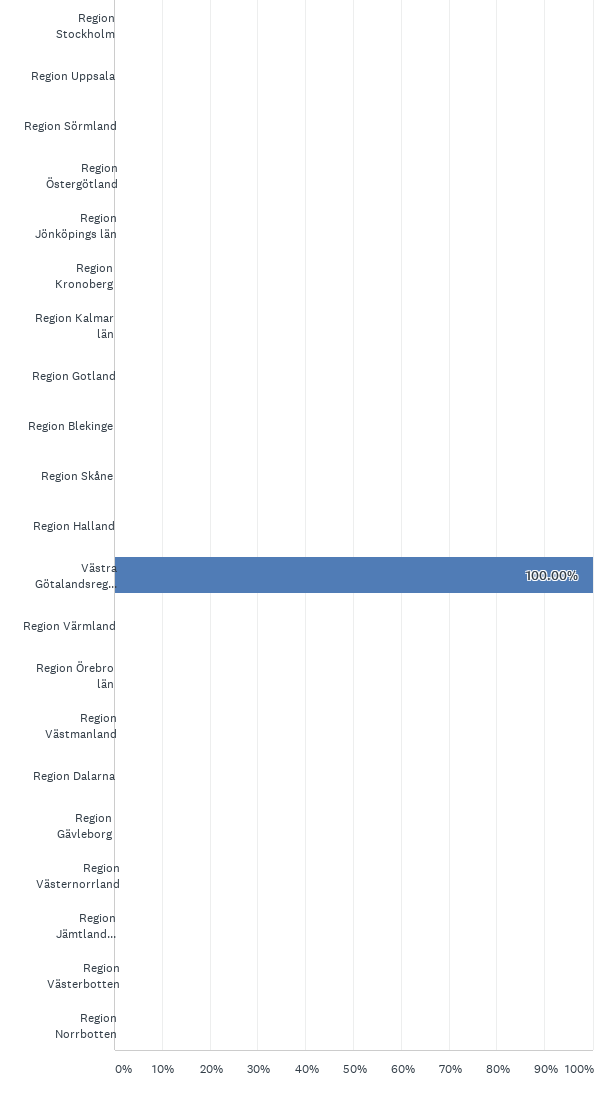 Region
Stockholm
Region Uppsala
Region Sörmland
Region
Östergötland
Region
Jönköpings län
Region
Kronoberg
Region Kalmar
län
Region Gotland
Region Blekinge
Region Skåne
Region Halland
Västra
Götalandsreg...
100.00%
Region Värmland
Region Örebro
län
Region
Västmanland
Region Dalarna
Region
Gävleborg
Region
Västernorrland
Region
Jämtland...
Region
Västerbotten
Region
Norrbotten
0% 10% 20% 30% 40% 50% 60% 70% 80% 90% 100%